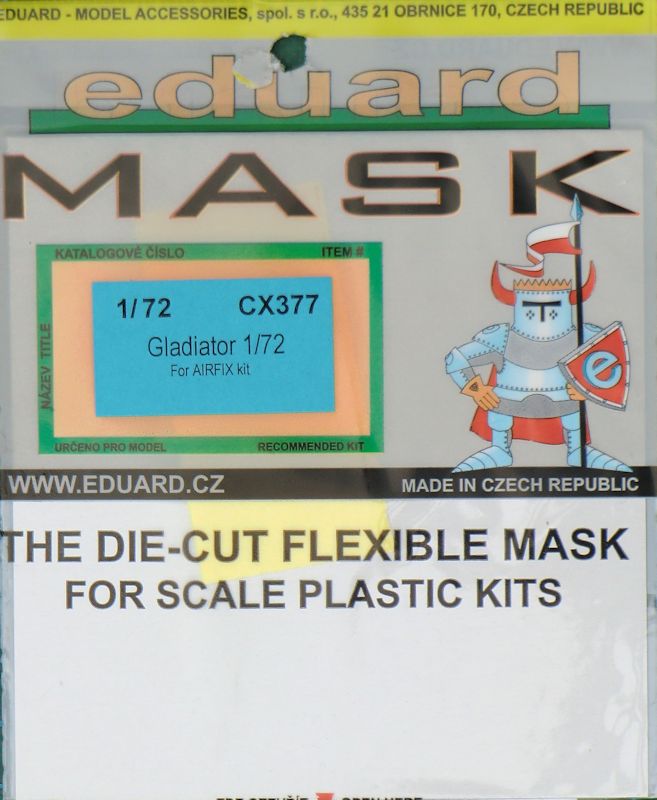 EDUARD - MODEL ACCESSORIES, spol. s r.o., 435 21 OBRNICE 170, CZECH REPUBLIC
eduard
MASK
KATALOGOVÉ ČÍSLO ITEM #
1/72 CX377
Gladiator 1/72
For AIRFIX kit
NÁZEV TITLE
URČENO PRO MODEL RECOMMENDED KIT
e
WWW.EDUARD.CZ MADE IN CZECH REPUBLIC
THE DIE-CUT FLEXIBLE MASK
FOR SCALE PLASTIC KITS
OPEN HERE